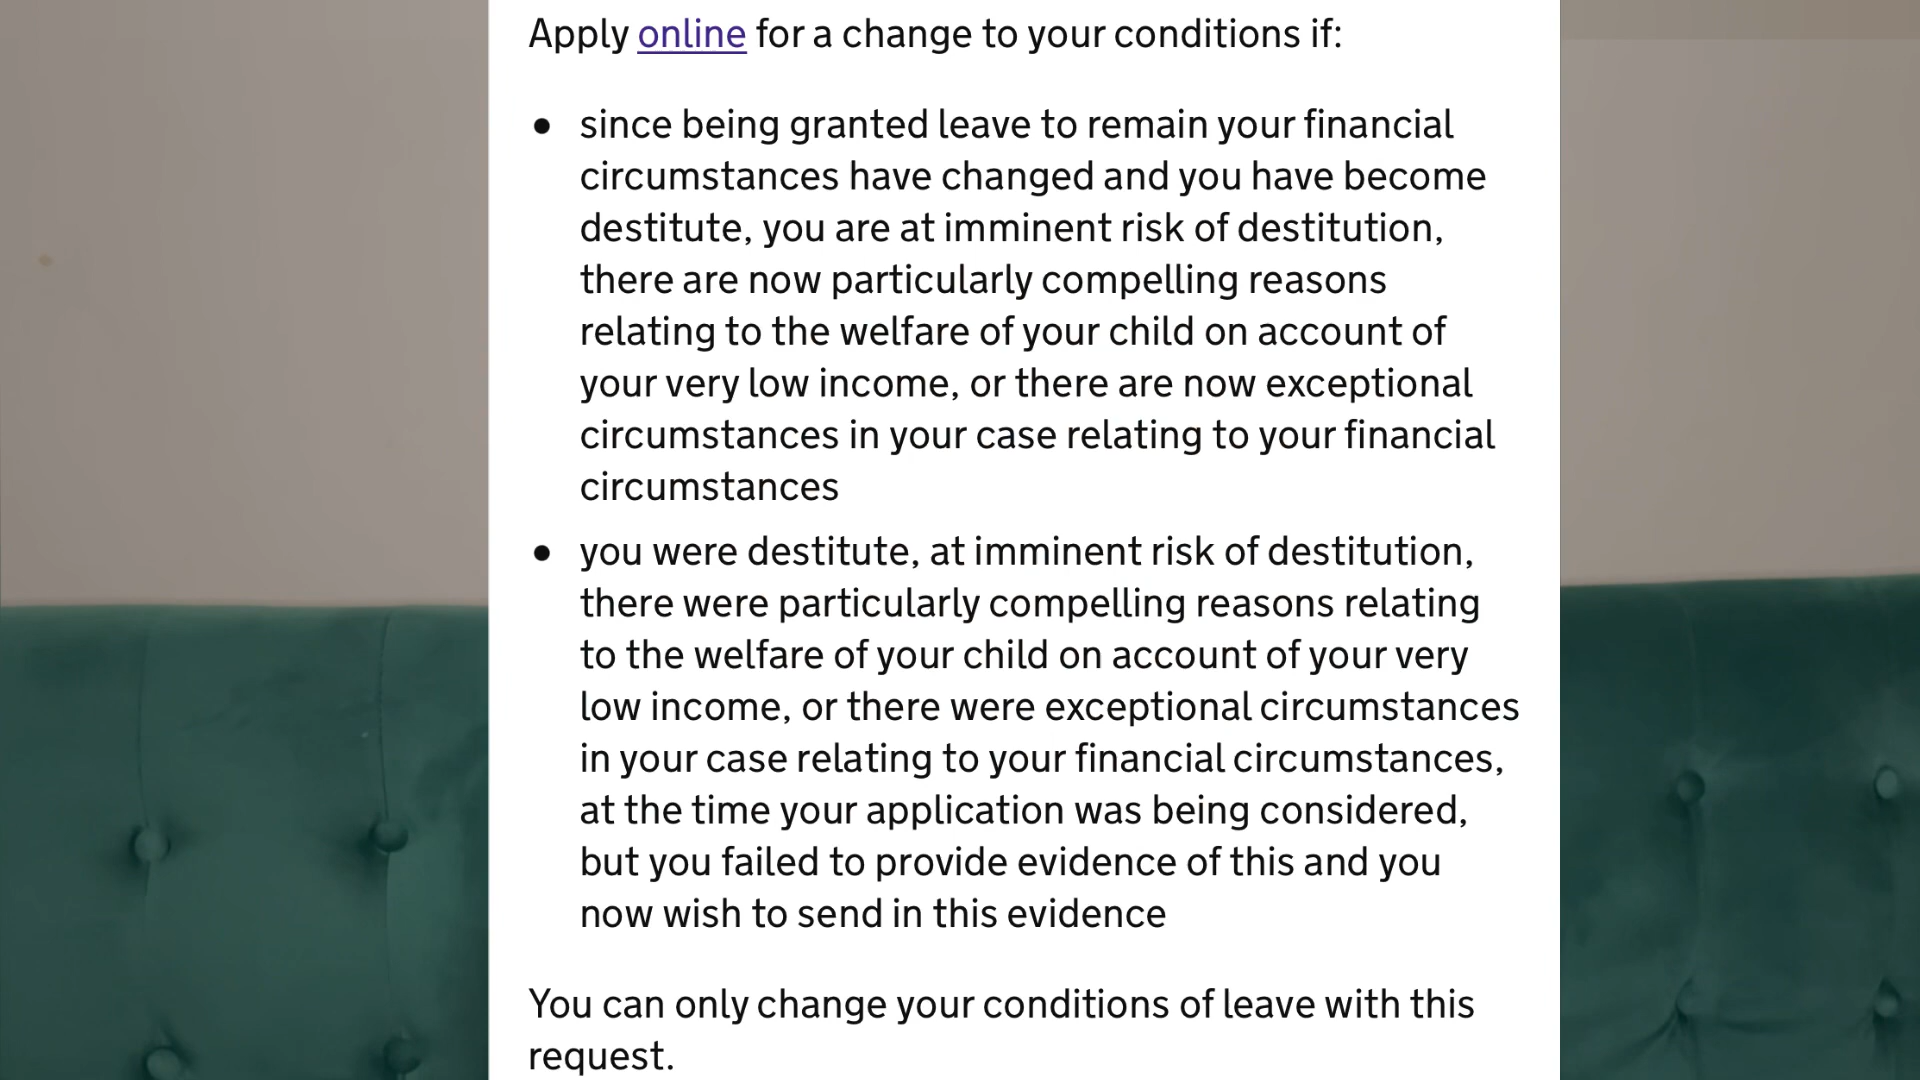 Apply online for a change to your conditions if:
• since being granted leave to remain your financial
circumstances have changed and you have become
destitute, you are at imminent risk of destitution,
there are now particularly compelling reasons
relating to the welfare of your child on account of
your very low income, or there are now exceptional
circumstances in your case relating to your financial
circumstances
• you were destitute, at imminent risk of destitution,
there were particularly compelling reasons relating
to the welfare of your child on account of your very
low income, or there were exceptional circumstances
in your case relating to your financial circumstances,
at the time your application was being considered,
but you failed to provide evidence of this and you
now wish to send in this evidence
You can only change your conditions of leave with this
request.